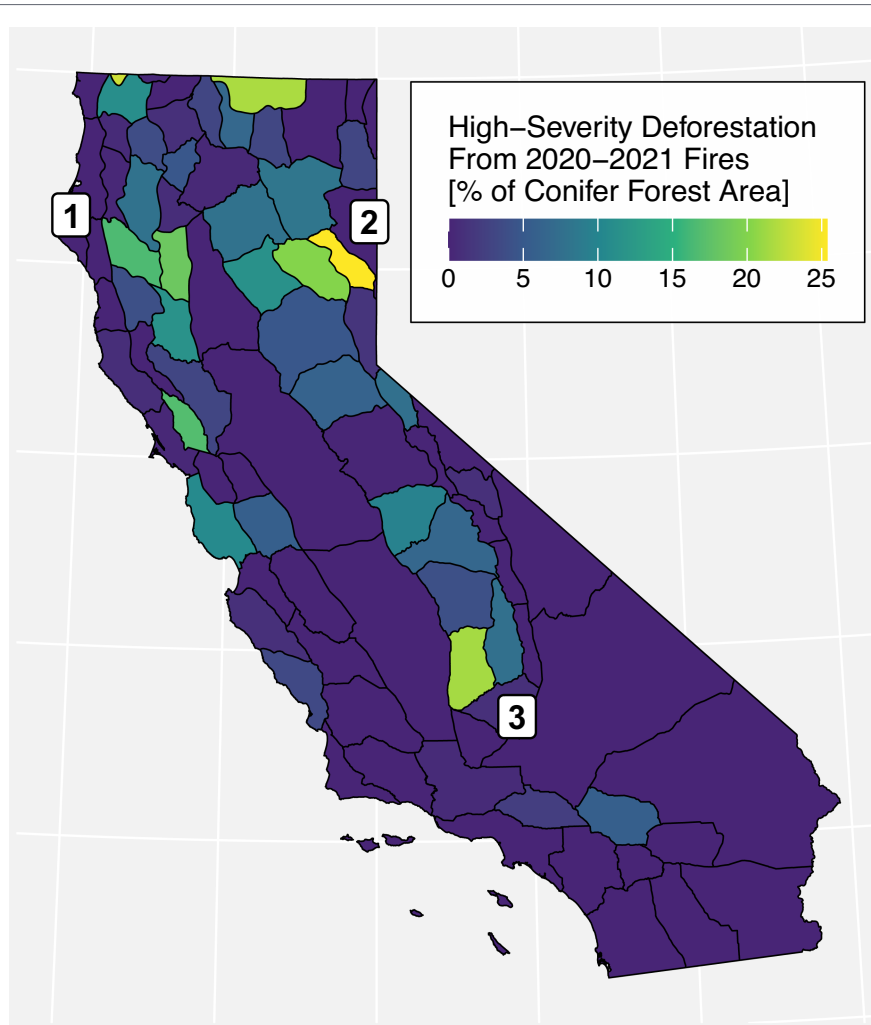 High–Severity Deforestation
From 2020–2021 Fires
[% of Conifer Forest Area]
0 5 10 15 20 25
1
2
3